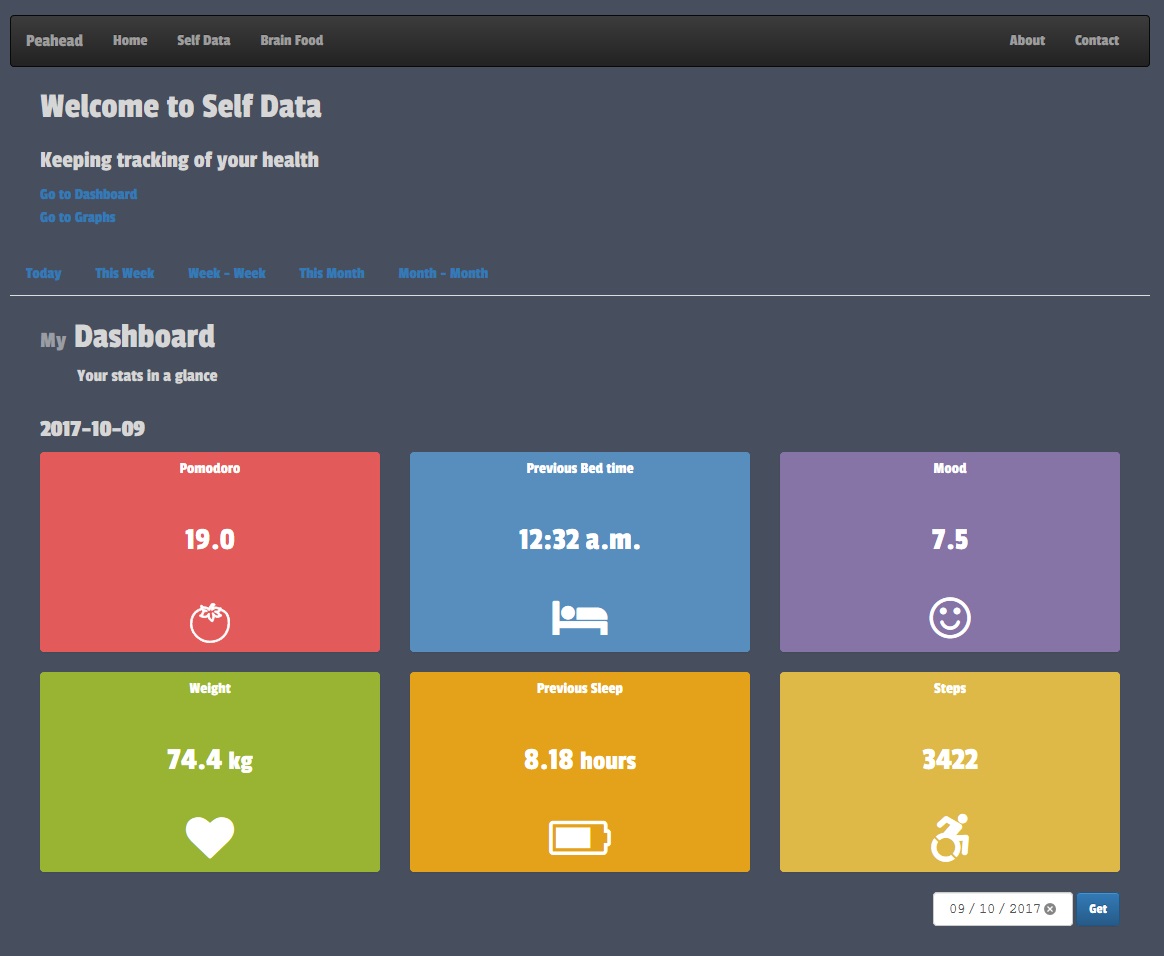 Peahead Home Self Data Brain Food About Contact
Welcome to Self Data
Keeping tracking of your health
Go to Dashboard
Go to Graphs
Today This Week Week - Week This Month Month - Month
My Dashboard
Your stats in a glance
2017-10-09
Pomodoro Previous Bed time Mood
19.0 12:32 a.m. 7.5
Weight Previous Sleep Steps
74.4 kg 8.18 hours 3422
09 / 10 / 2017 Get